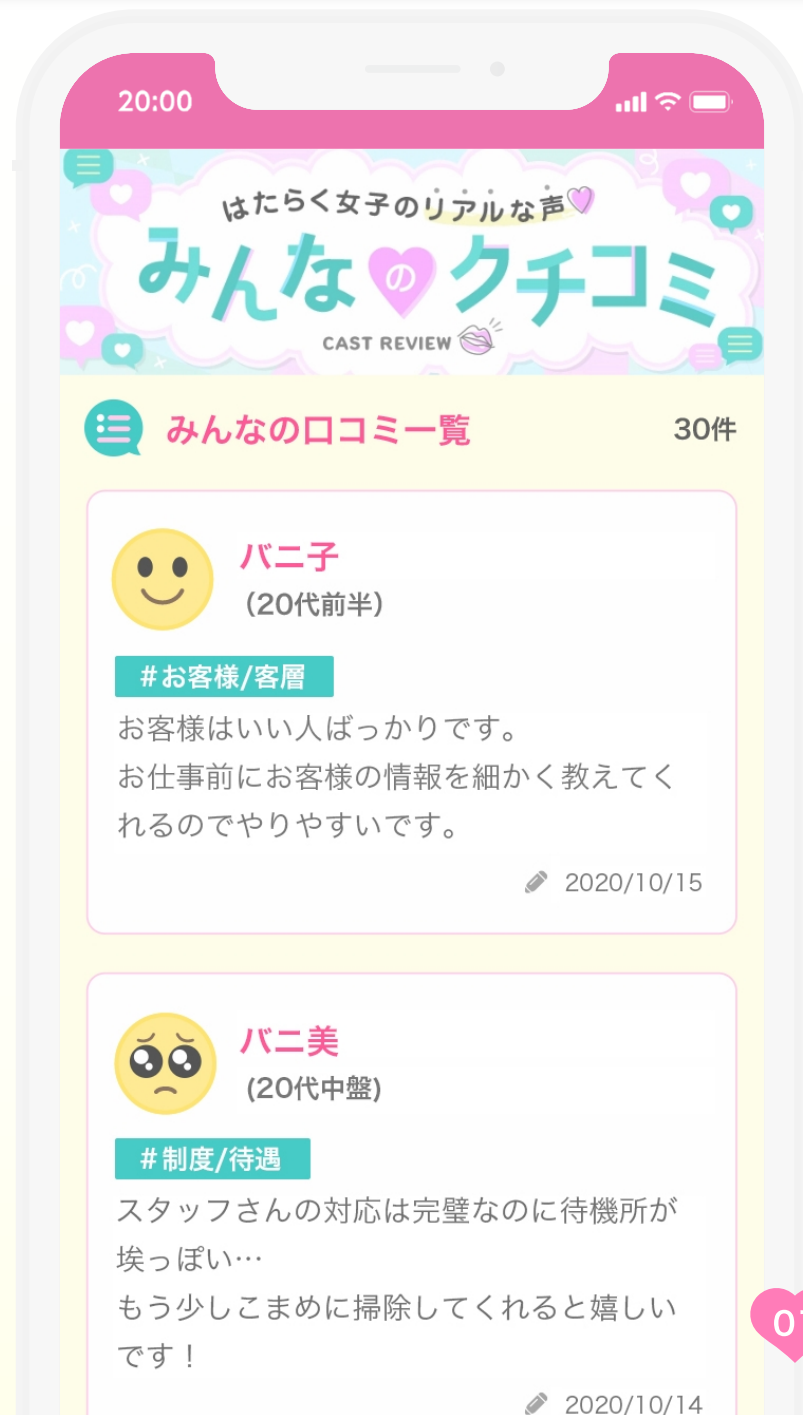 20:00
はたらく女子のリアルな声
みんなのクチコミ
CAST REVIEW
みんなの口コミ一覧
30件
バニ子
(20代前半)
#お客様/客層
お客様はいい人ばっかりです。
お仕事前にお客様の情報を細かく教えてく
れるのでやりやすいです。
2020/10/15
バニ美
(20代中盤)
#制度/待遇
スタッフさんの対応は完璧なのに待機所が
埃っぽい…
もう少しこまめに掃除してくれると嬉しい
です！
2020/10/14